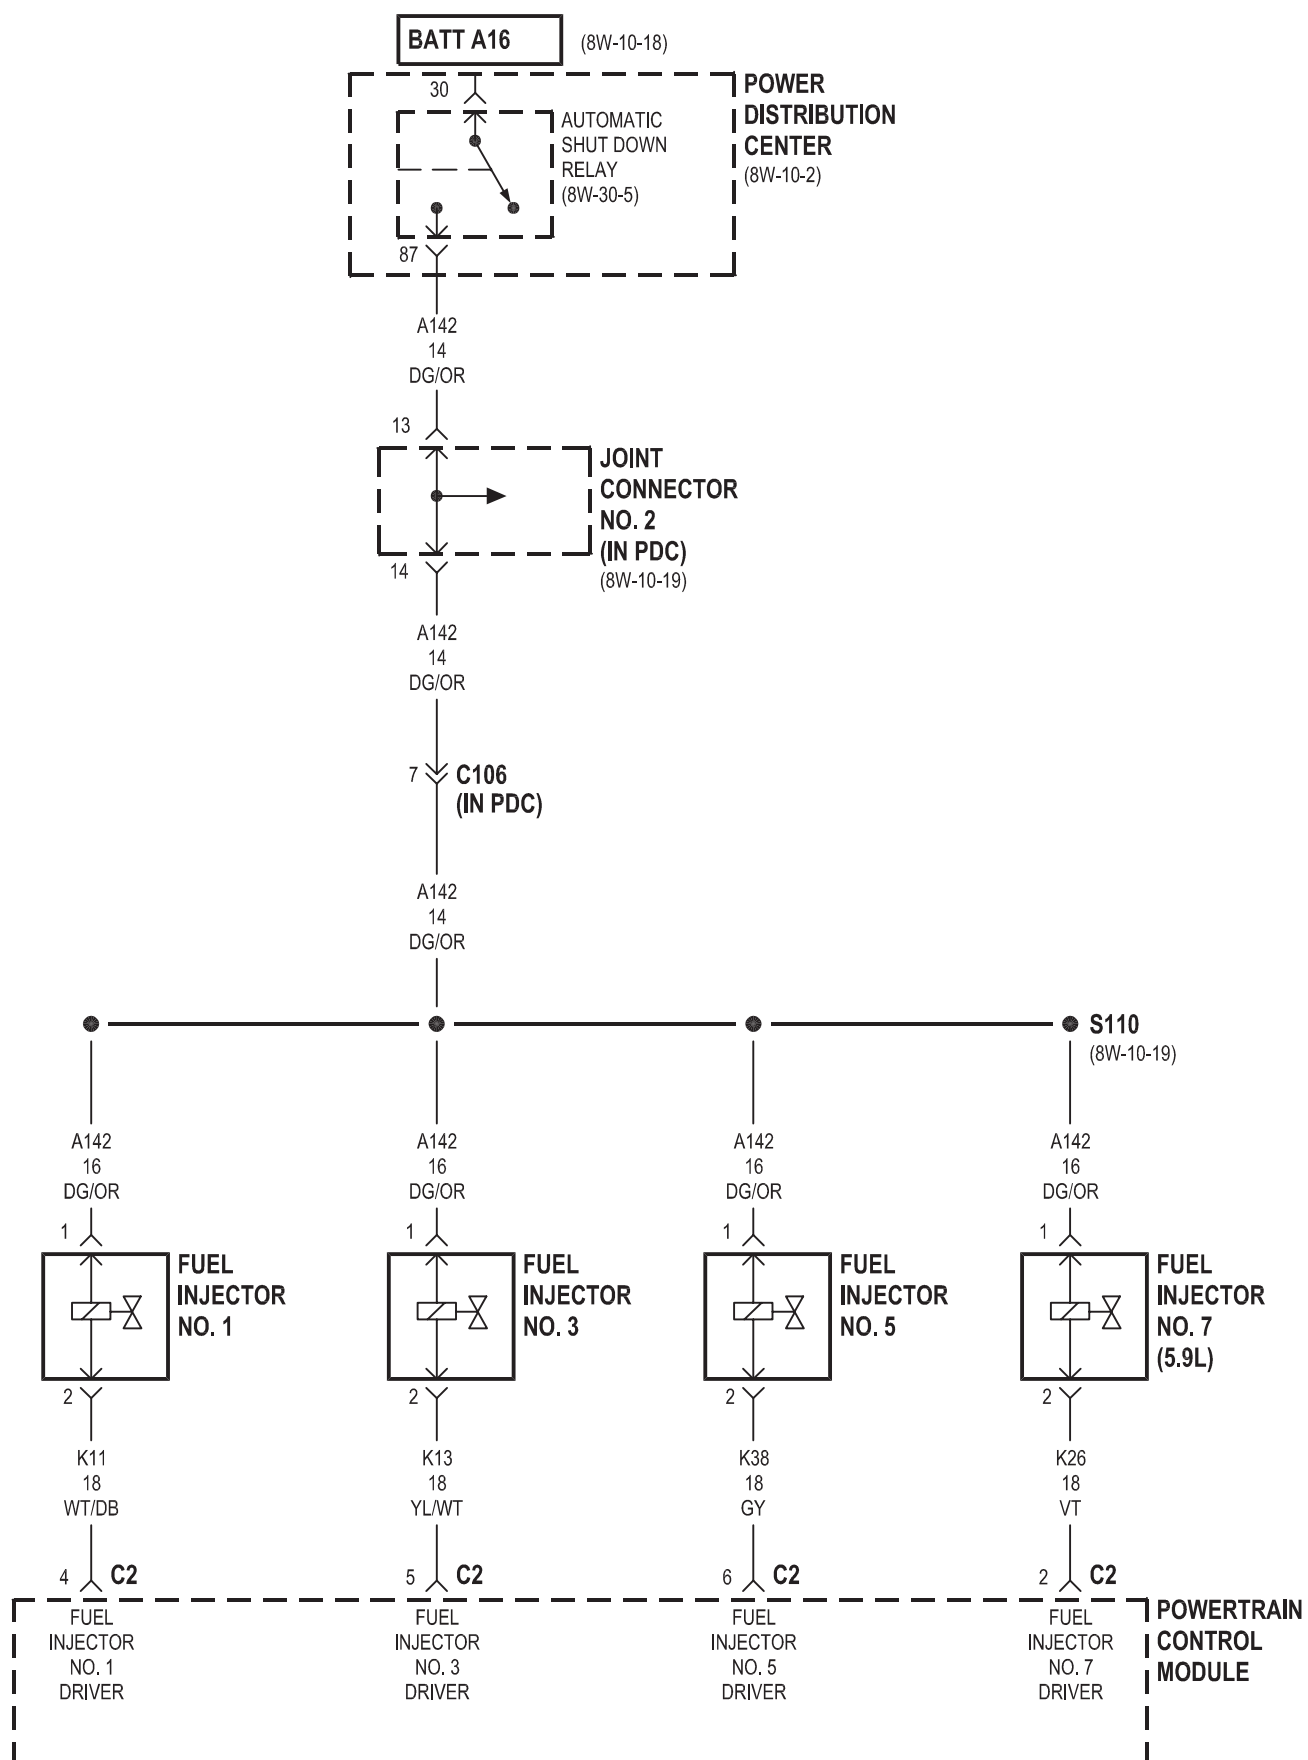 BATT A16
(8W-10-18)
30
AUTOMATIC
SHUT DOWN
RELAY
(8W-30-5)
POWER
DISTRIBUTION
CENTER
(8W-10-2)
87
A142
14
DG/OR
13
JOINT
CONNECTOR
NO. 2
(IN PDC)
(8W-10-19)
14
A142
14
DG/OR
7
C106
(IN PDC)
A142
14
DG/OR
S110
(8W-10-19)
A142
16
DG/OR
1
FUEL
INJECTOR
NO. 1
2
K11
18
WT/DB
4
C2
FUEL
INJECTOR
NO. 1
DRIVER
A142
16
DG/OR
1
FUEL
INJECTOR
NO. 3
2
K13
18
YL/WT
5
C2
FUEL
INJECTOR
NO. 3
DRIVER
A142
16
DG/OR
1
FUEL
INJECTOR
NO. 5
2
K38
18
GY
6
C2
FUEL
INJECTOR
NO. 5
DRIVER
A142
16
DG/OR
1
FUEL
INJECTOR
NO. 7
(5.9L)
2
K26
18
VT
2
C2
FUEL
INJECTOR
NO. 7
DRIVER
POWERTRAIN
CONTROL
MODULE